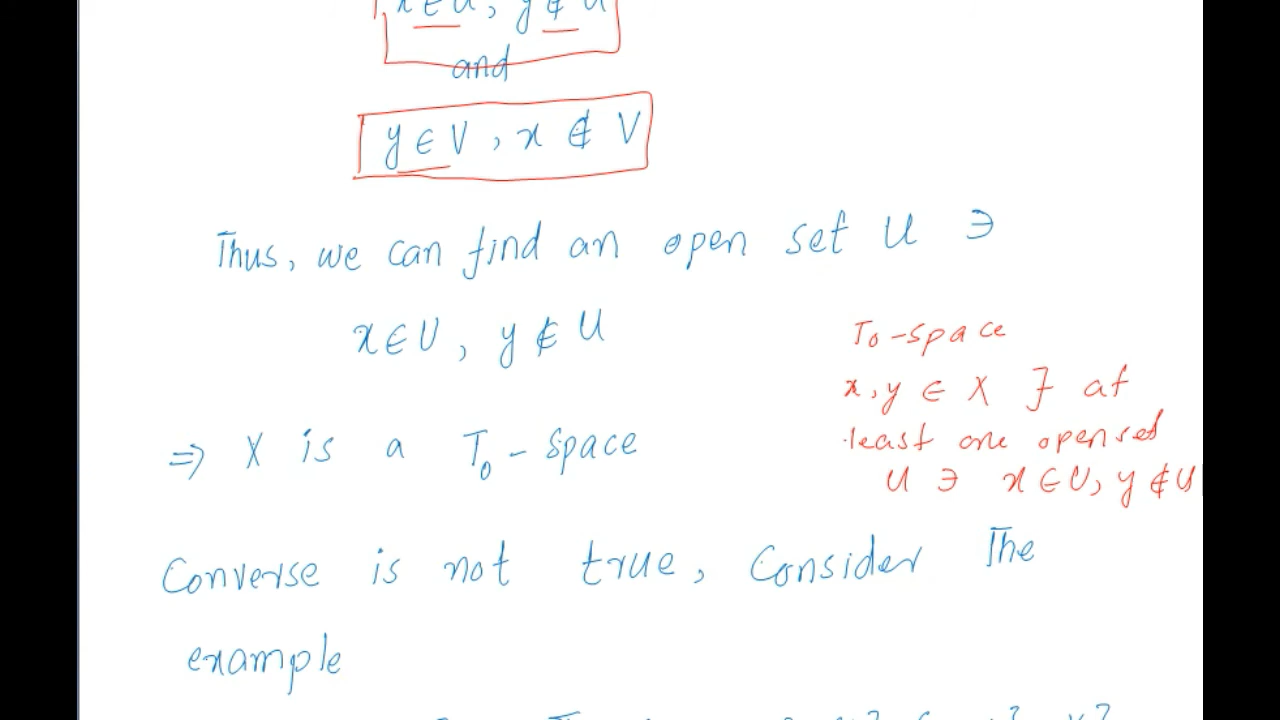 x ∈ U, y ∉ U
and
y ∈ V, x ∉ V
Thus, we can find an open set U ∋
x ∈ U, y ∉ U
⇒ X is a T₀ - Space
T₀ - space
x, y ∈ X ∃ at
least one open set
U ∋ x ∈ U, y ∉ U
Converse is not true, Consider The
example